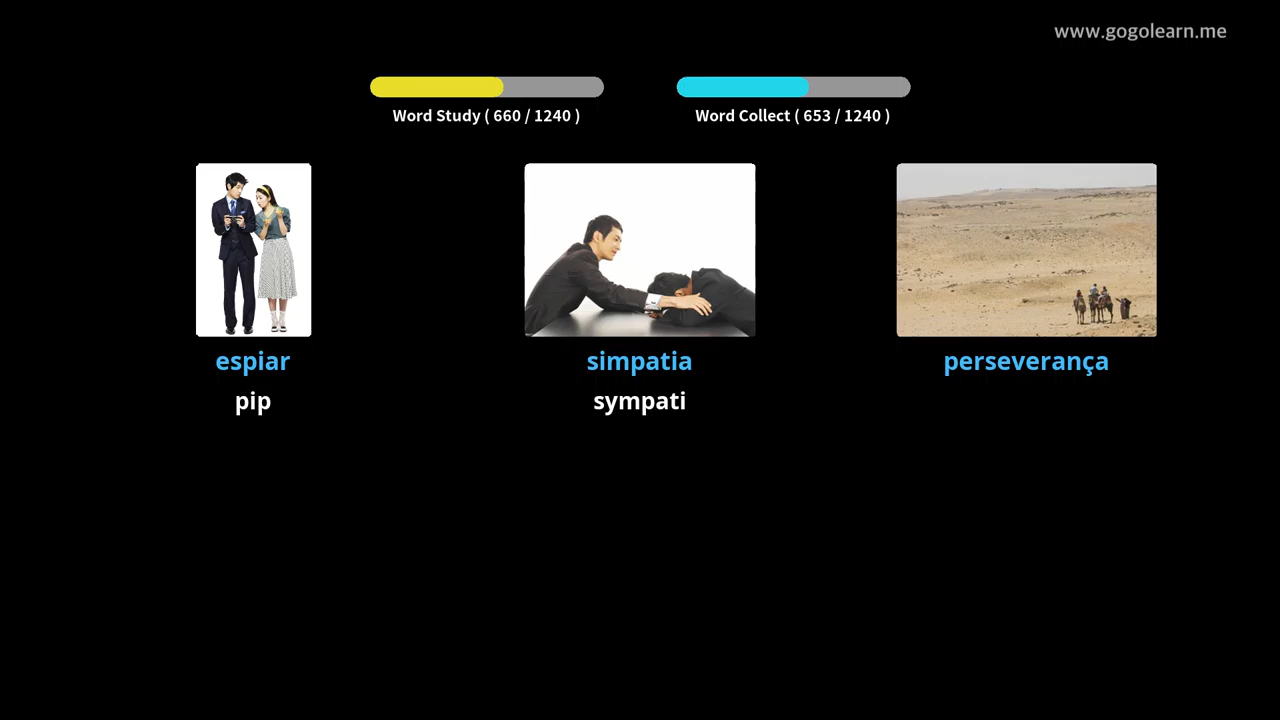 www.gogolearn.me
Word Study ( 660 / 1240 )
Word Collect ( 653 / 1240 )
espiar
simpatia
perseverança
pip
sympati